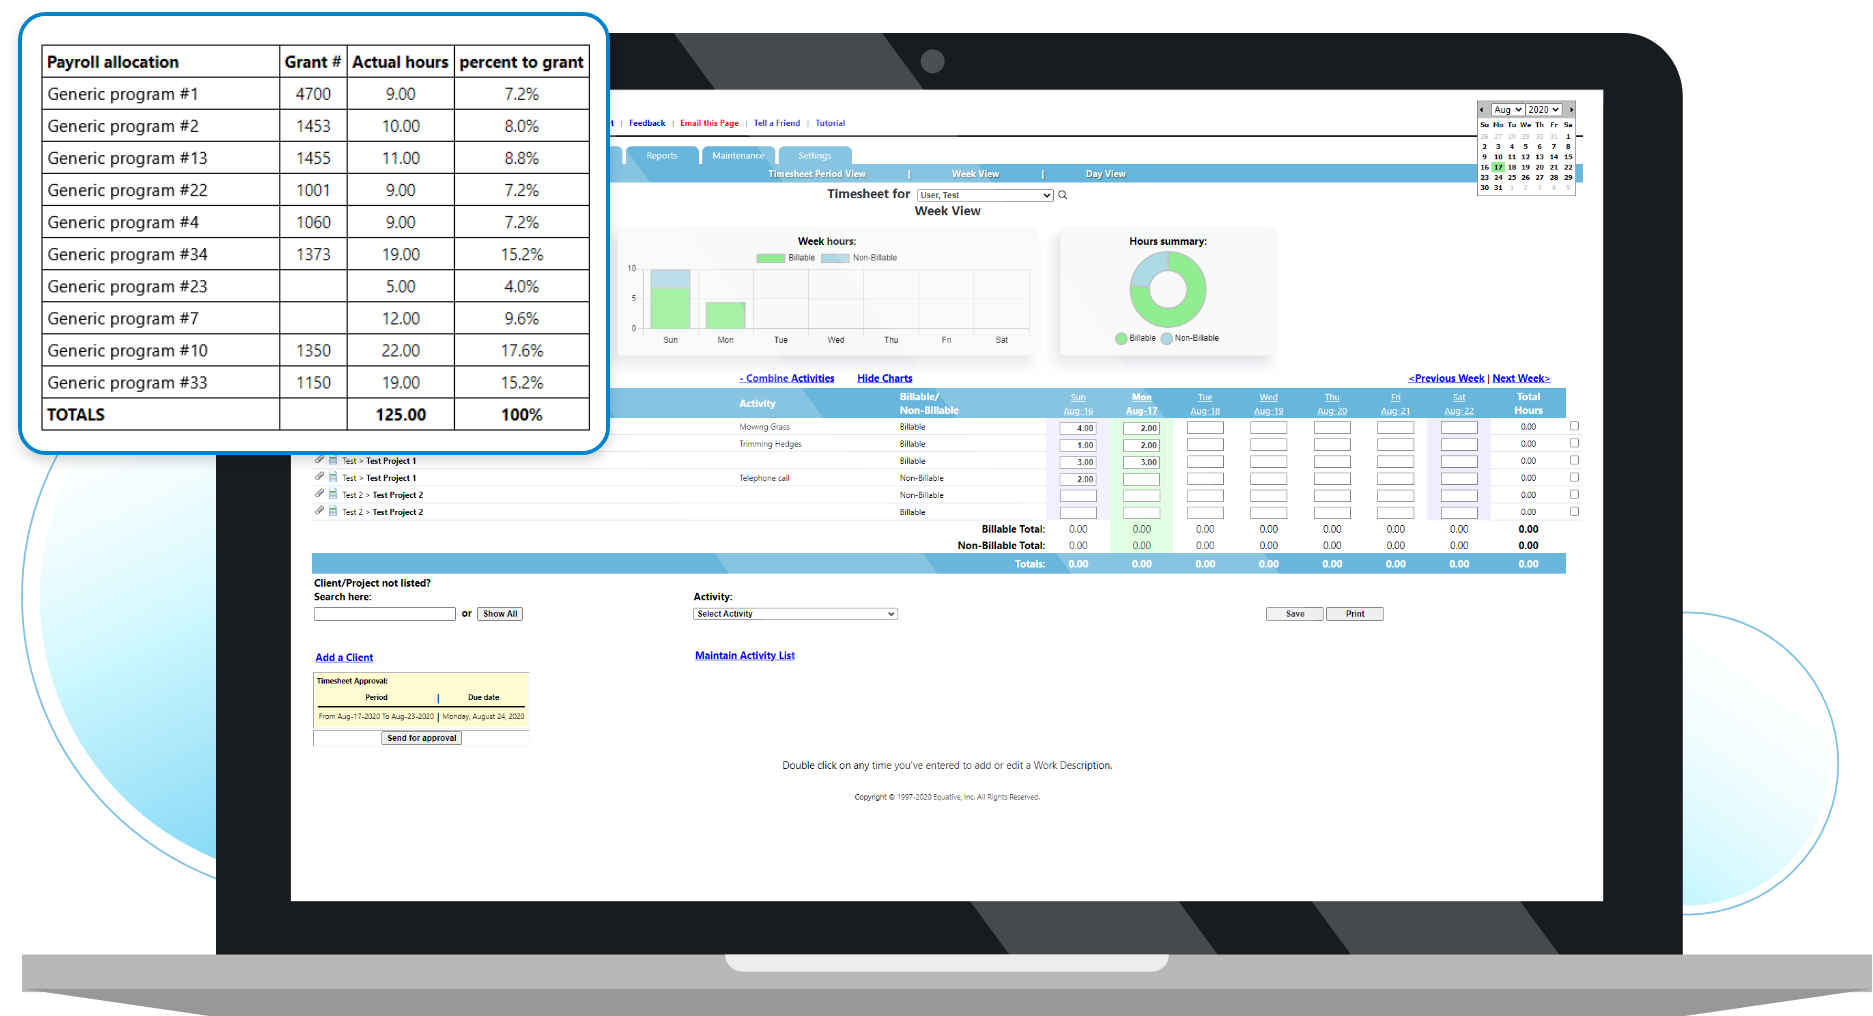 Payroll allocation Grant # Actual hours percent to grant
Generic program #1 4700 9.00 7.2%
Generic program #2 1453 10.00 8.0%
Generic program #13 1455 11.00 8.8%
Generic program #22 1001 9.00 7.2%
Generic program #4 1060 9.00 7.2%
Generic program #34 1373 19.00 15.2%
Generic program #23 5.00 4.0%
Generic program #7 12.00 9.6%
Generic program #10 1350 22.00 17.6%
Generic program #33 1150 19.00 15.2%
TOTALS 125.00 100%
t | Feedback | Email this Page | Tell a Friend | Tutorial
Reports Maintenance Settings
Timesheet Period View | Week View | Day View
Aug 2020
Su Mo Tu We Th Fr Sa
26 27 28 29 30 31 1
2 3 4 5 6 7 8
9 10 11 12 13 14 15
16 17 18 19 20 21 22
23 24 25 26 27 28 29
30 31 1 2 3 4 5
Timesheet for User, Test
Week View
Week hours:
Billable Non-Billable
10
5
0
Sun Mon Tue Wed Thu Fri Sat
Hours summary:
Billable Non-Billable
- Combine Activities Hide Charts <Previous Week | Next Week>
Activity Billable/ Non-Billable Sun Aug-16 Mon Aug-17 Tue Aug-18 Wed Aug-19 Thu Aug-20 Fri Aug-21 Sat Aug-22 Total Hours
Mowing Grass Billable 4.00 2.00 0.00
Trimming Hedges Billable 1.00 2.00 0.00
Test > Test Project 1 Billable 3.00 3.00 0.00
Test > Test Project 1 Telephone call Non-Billable 2.00 0.00
Test 2 > Test Project 2 Non-Billable 0.00
Test 2 > Test Project 2 Billable 0.00
Billable Total: 0.00 0.00 0.00 0.00 0.00 0.00 0.00 0.00
Non-Billable Total: 0.00 0.00 0.00 0.00 0.00 0.00 0.00 0.00
Totals: 0.00 0.00 0.00 0.00 0.00 0.00 0.00 0.00
Client/Project not listed?
Search here: Activity:
or Show All Select Activity Save Print
Add a Client Maintain Activity List
Timesheet Approval:
Period | Due date
From Aug-17-2020 To Aug-23-2020 | Monday, August 24, 2020
Send for approval
Double click on any time you've entered to add or edit a Work Description.
Copyright © 1997-2020 Equative, Inc. All Rights Reserved.